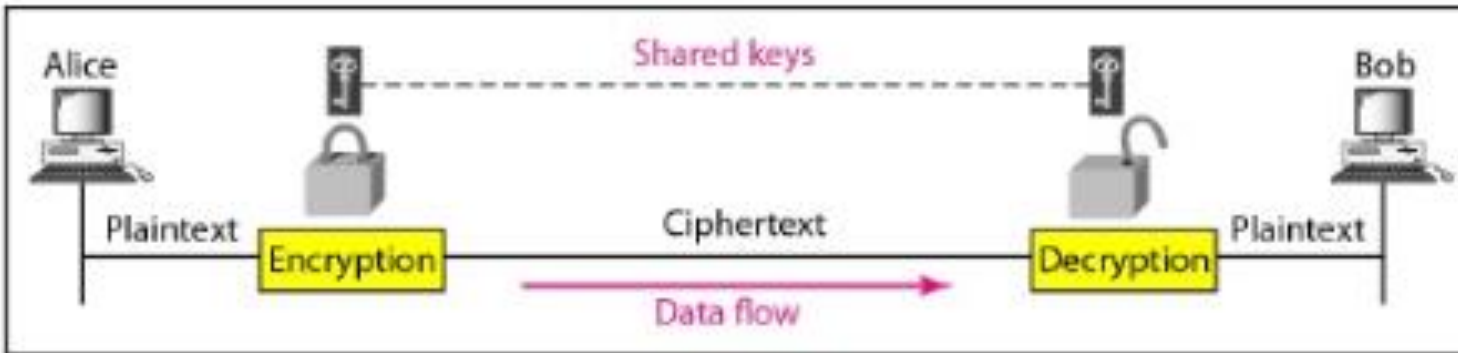 Alice
Shared keys
Bob
Plaintext
Encryption
Ciphertext
Decryption
Plaintext
Data flow